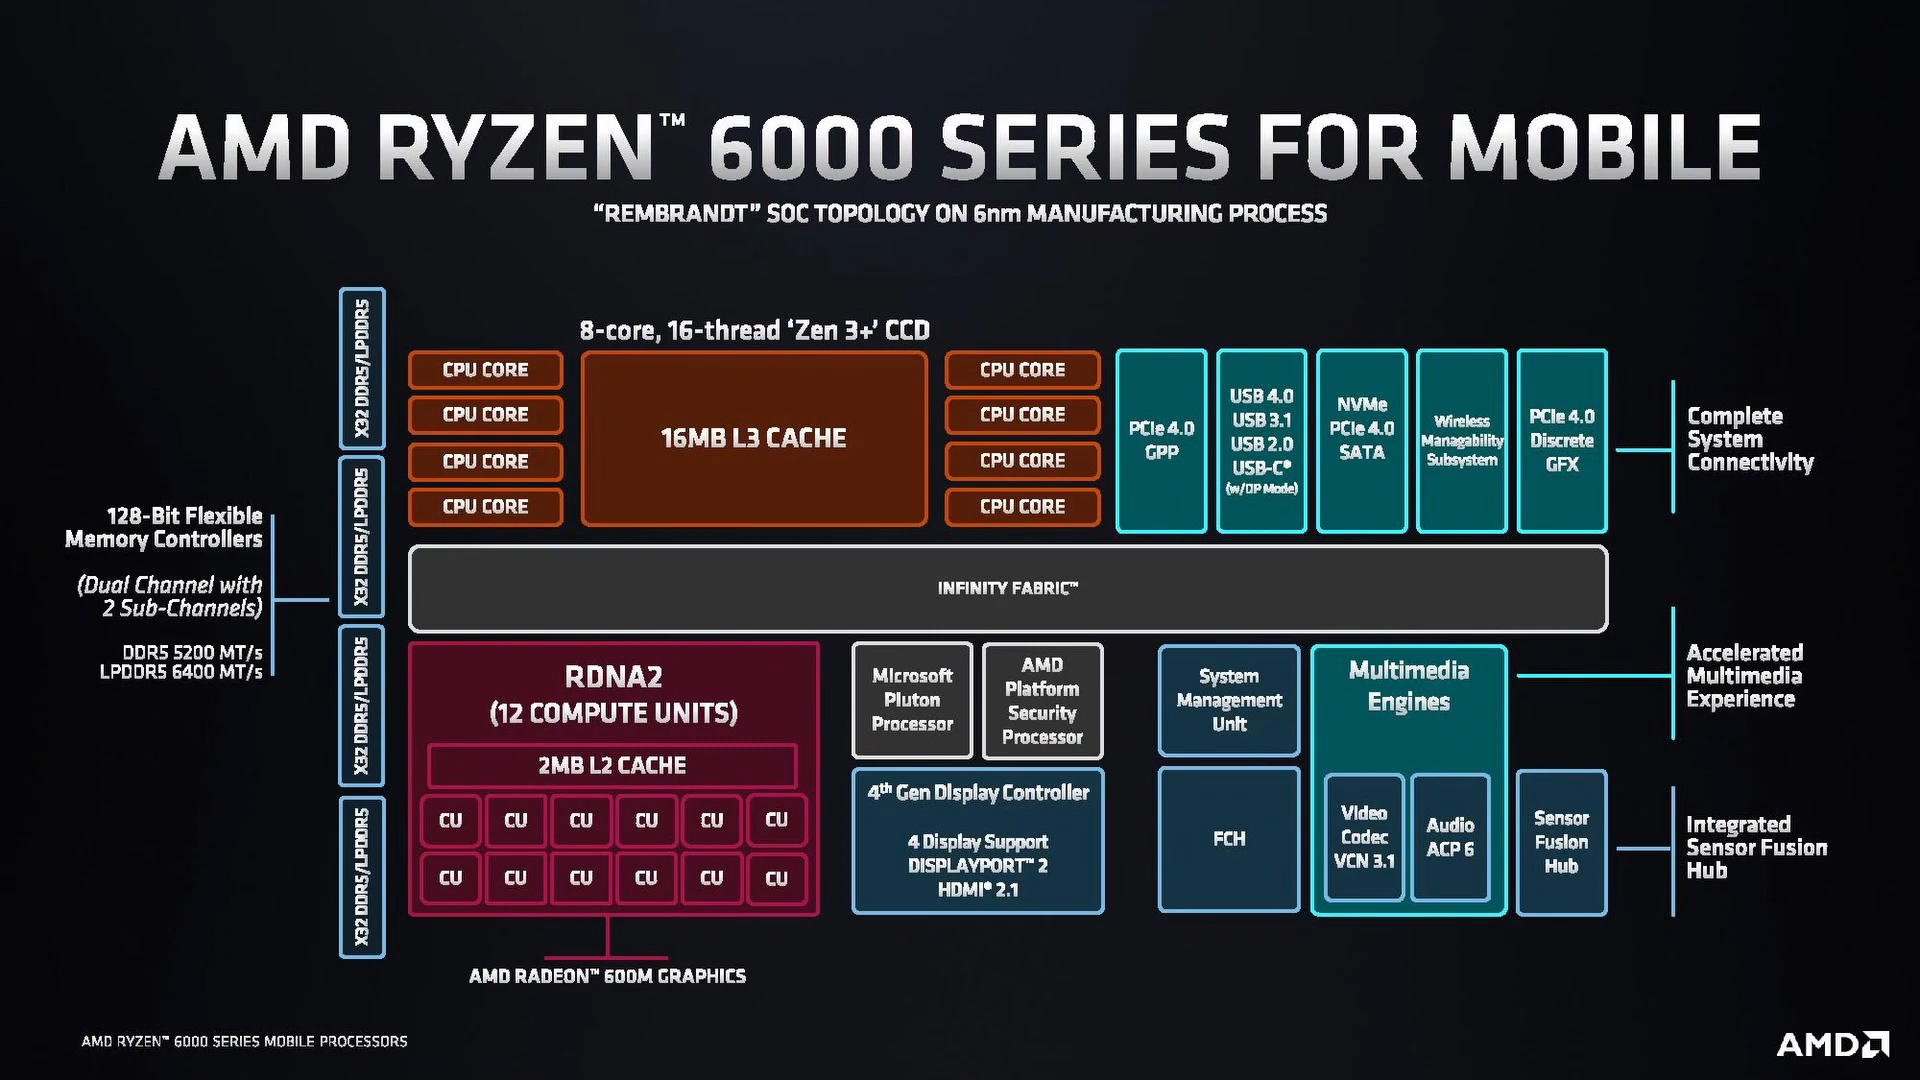 AMD RYZEN™ 6000 SERIES FOR MOBILE
“REMBRANDT” SOC TOPOLOGY ON 6nm MANUFACTURING PROCESS
128-Bit Flexible
Memory Controllers
(Dual Channel with
2 Sub-Channels)
DDR5 5200 MT/s
LPDDR5 6400 MT/s
X32 DDR5/LPDDR5
X32 DDR5/LPDDR5
X32 DDR5/LPDDR5
X32 DDR5/LPDDR5
8-core, 16-thread ‘Zen 3+’ CCD
CPU CORE
CPU CORE
CPU CORE
CPU CORE
16MB L3 CACHE
CPU CORE
CPU CORE
CPU CORE
CPU CORE
PCIe 4.0
GPP
USB 4.0
USB 3.1
USB 2.0
USB-C®
(w/DP Mode)
NVMe
PCIe 4.0
SATA
Wireless
Managability
Subsystem
PCIe 4.0
Discrete
GFX
Complete
System
Connectivity
INFINITY FABRIC™
RDNA2
(12 COMPUTE UNITS)
2MB L2 CACHE
CU CU CU CU CU CU
CU CU CU CU CU CU
AMD RADEON™ 600M GRAPHICS
Microsoft
Pluton
Processor
AMD
Platform
Security
Processor
4th Gen Display Controller
4 Display Support
DISPLAYPORT™ 2
HDMI® 2.1
System
Management
Unit
FCH
Multimedia
Engines
Video
Codec
VCN 3.1
Audio
ACP 6
Sensor
Fusion
Hub
Accelerated
Multimedia
Experience
Integrated
Sensor Fusion
Hub
AMD RYZEN™ 6000 SERIES MOBILE PROCESSORS
AMD